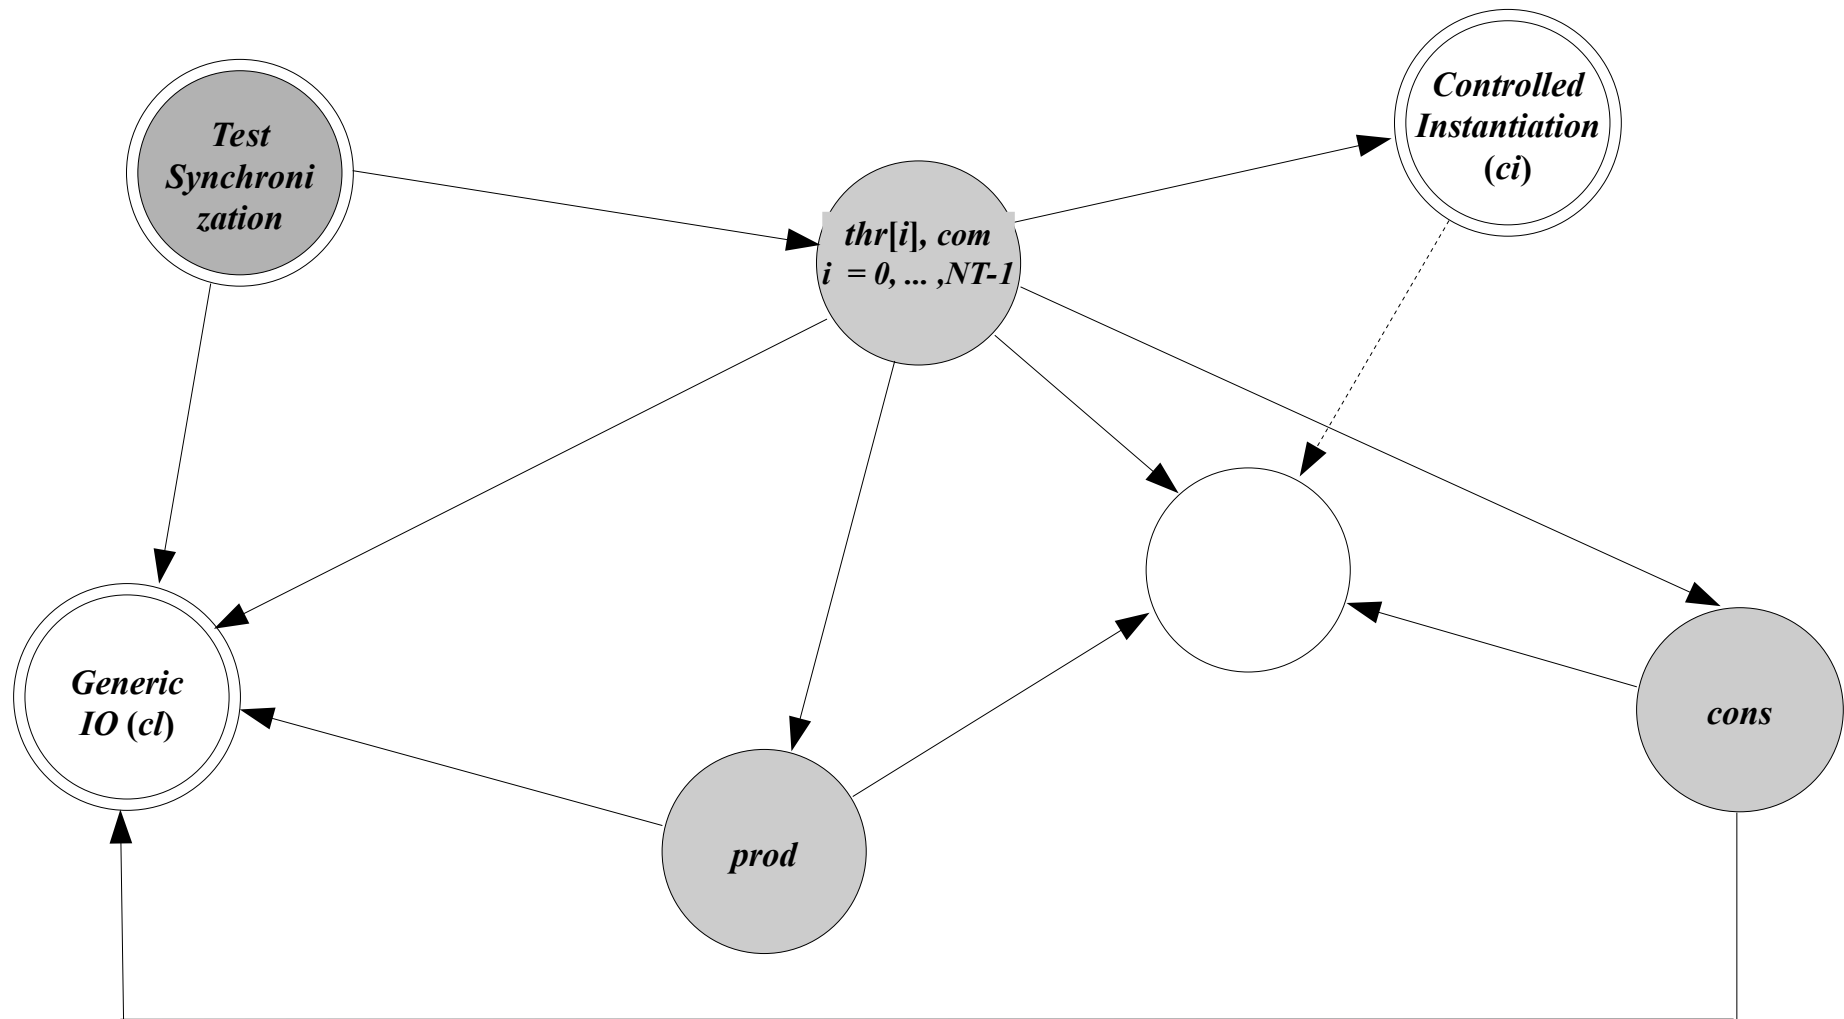 Controlled
Instantiation
(ci)
Test
Synchroni
zation
thr[i], com
i = 0, ... ,NT-1
Generic
IO (cl)
cons
prod